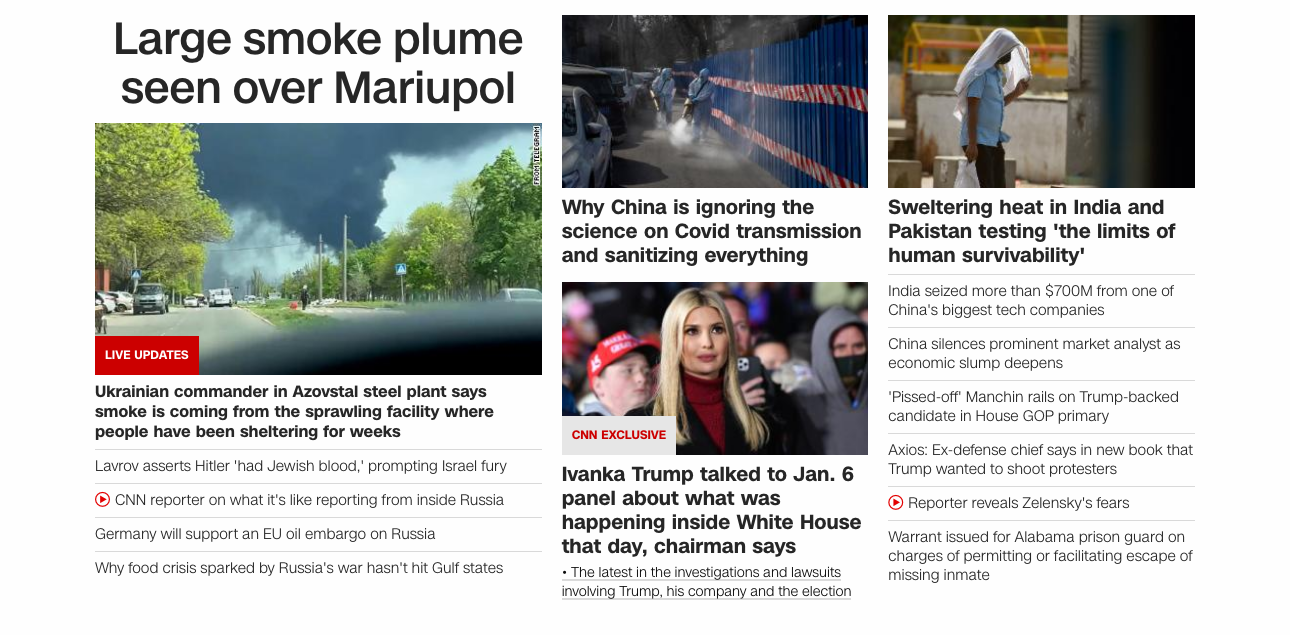 Large smoke plume
seen over Mariupol
FROM TELEGRAM
LIVE UPDATES
Ukrainian commander in Azovstal steel plant says
smoke is coming from the sprawling facility where
people have been sheltering for weeks
Lavrov asserts Hitler 'had Jewish blood,' prompting Israel fury
CNN reporter on what it's like reporting from inside Russia
Germany will support an EU oil embargo on Russia
Why food crisis sparked by Russia's war hasn't hit Gulf states
Why China is ignoring the
science on Covid transmission
and sanitizing everything
CNN EXCLUSIVE
Ivanka Trump talked to Jan. 6
panel about what was
happening inside White House
that day, chairman says
• The latest in the investigations and lawsuits
involving Trump, his company and the election
Sweltering heat in India and
Pakistan testing 'the limits of
human survivability'
India seized more than $700M from one of
China's biggest tech companies
China silences prominent market analyst as
economic slump deepens
'Pissed-off' Manchin rails on Trump-backed
candidate in House GOP primary
Axios: Ex-defense chief says in new book that
Trump wanted to shoot protesters
Reporter reveals Zelensky's fears
Warrant issued for Alabama prison guard on
charges of permitting or facilitating escape of
missing inmate